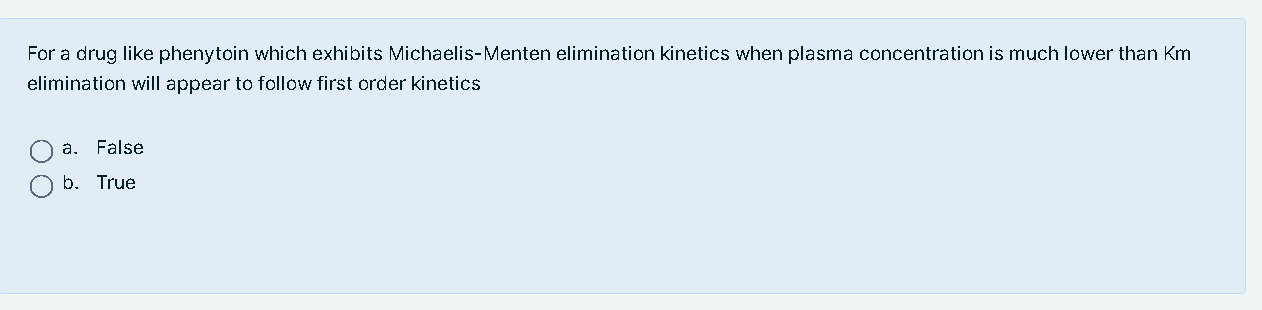 For a drug like phenytoin which exhibits Michaelis-Menten elimination kinetics when plasma concentration is much lower than Km
elimination will appear to follow first order kinetics
a. False
b. True